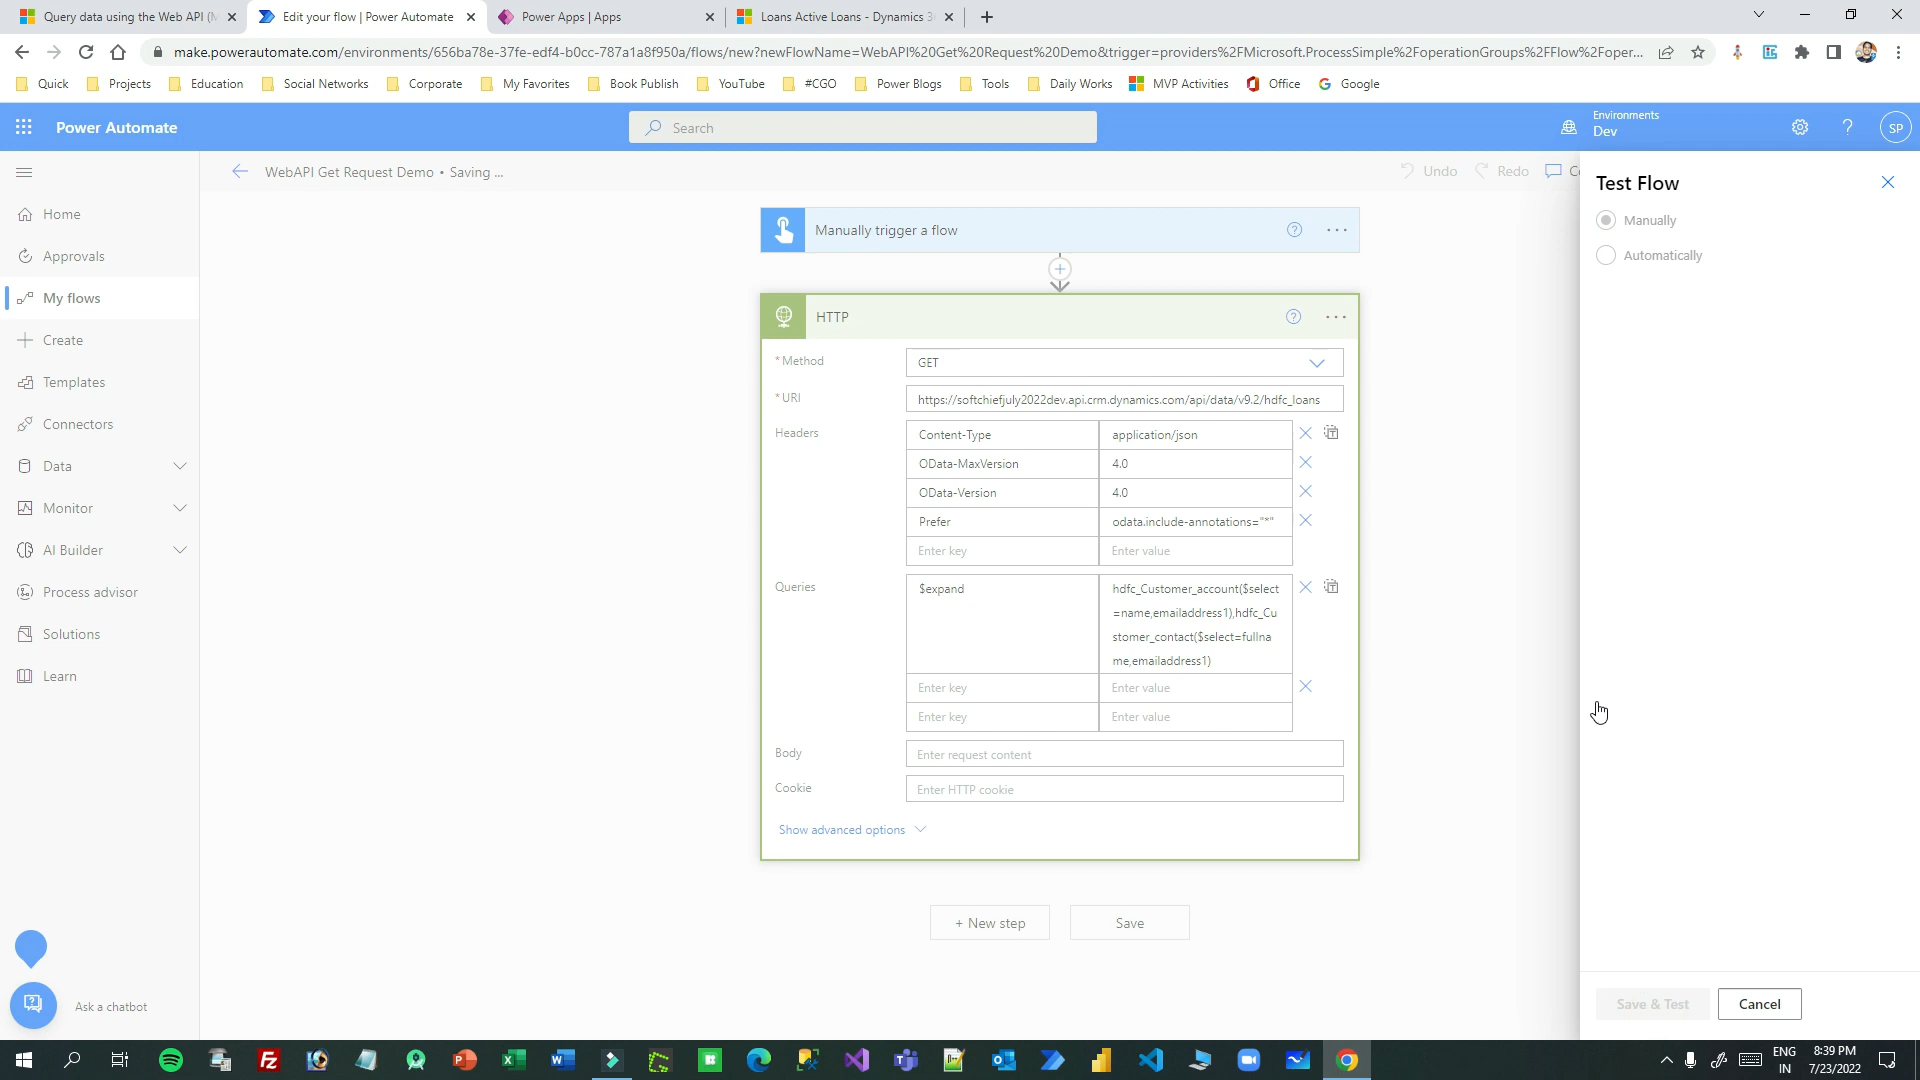 Query data using the Web API (M
Edit your flow | Power Automate
Power Apps | Apps
Loans Active Loans - Dynamics 3
make.powerautomate.com/environments/656ba78e-37fe-edf4-b0cc-787a1a8f950a/flows/new?newFlowName=WebAPI%20Get%20Request%20Demo&trigger=providers%2FMicrosoft.ProcessSimple%2FoperationGroups%2FFlow%2Foper...
Quick
Projects
Education
Social Networks
Corporate
My Favorites
Book Publish
YouTube
#CGO
Power Blogs
Tools
Daily Works
MVP Activities
Office
Google
Power Automate
Search
Environments
Dev
SP
WebAPI Get Request Demo • Saving ...
Undo
Redo
Home
Approvals
My flows
Create
Templates
Connectors
Data
Monitor
AI Builder
Process advisor
Solutions
Learn
Ask a chatbot
Manually trigger a flow
HTTP
* Method
GET
* URI
https://softchiefjuly2022dev.api.crm.dynamics.com/api/data/v9.2/hdfc_loans
Headers
Content-Type
application/json
OData-MaxVersion
4.0
OData-Version
4.0
Prefer
odata.include-annotations="*"
Enter key
Enter value
Queries
$expand
hdfc_Customer_account($select
=name,emailaddress1),hdfc_Cu
stomer_contact($select=fullna
me,emailaddress1)
Enter key
Enter value
Enter key
Enter value
Body
Enter request content
Cookie
Enter HTTP cookie
Show advanced options
+ New step
Save
Test Flow
Manually
Automatically
Save & Test
Cancel
ENG
IN
8:39 PM
7/23/2022